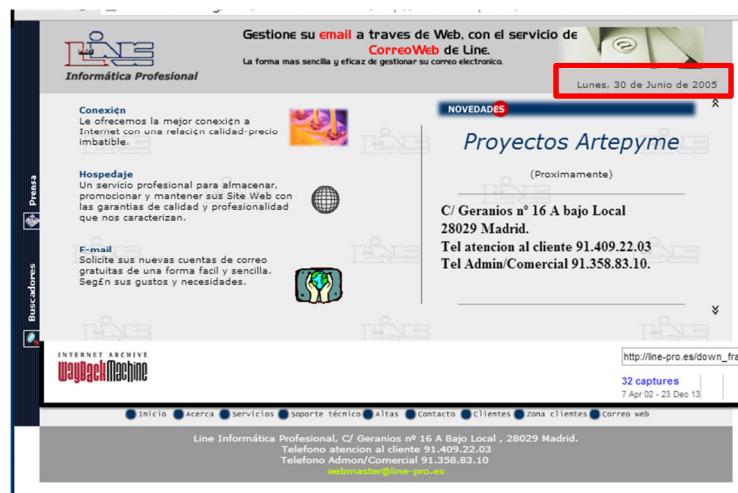 Gestione su email a traves de Web, con el servicio de
CorreoWeb de Line.
La forma mas sencilla y eficaz de gestionar su correo electronico.
LINE
Informática Profesional
Lunes, 30 de Junio de 2005
Conexi¢n
Le ofrecemos la mejor conexi¢n a
Internet con una relaci¢n calidad-precio
imbatible.
Hospedaje
Un servicio profesional para almacenar,
promocionar y mantener sus Site Web con
las garantias de calidad y profesionalidad
que nos caracterizan.
E-mail
Solicite sus nuevas cuentas de correo
gratuitas de una forma facil y sencilla.
Seg£n sus gustos y necesidades.
Prensa
Buscadores
NOVEDADES
Proyectos Artepyme
(Proximamente)
C/ Geranios nº 16 A bajo Local
28029 Madrid.
Tel atencion al cliente 91.409.22.03
Tel Admin/Comercial 91.358.83.10.
INTERNET ARCHIVE
WayBackMachine
http://line-pro.es/down_fra
32 captures
7 Apr 02 - 23 Dec 13
Inicio Acerca Servicios Soporte técnico Altas Contacto Clientes Zona clientes Correo web
Line Informática Profesional, C/ Geranios nº 16 A Bajo Local , 28029 Madrid.
Telefono atencion al cliente 91.409.22.03
Telefono Admon/Comercial 91.358.83.10
webmaster@line-pro.es